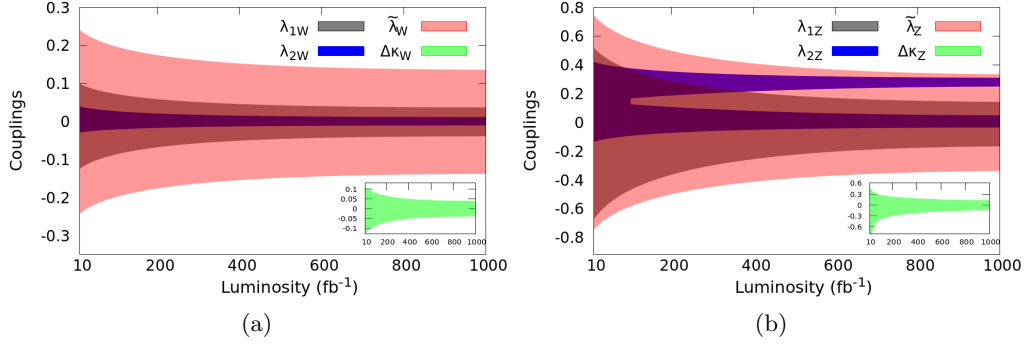 0.3
0.2
0.1
0
-0.1
-0.2
-0.3
Couplings
λ1W
λ2W
λ̃W
ΔκW
0.1
0.05
0
-0.05
-0.1
10 200 400 600 800 1000
10 200 400 600 800 1000
Luminosity (fb-1)
(a)
0.8
0.6
0.4
0.2
0
-0.2
-0.4
-0.6
-0.8
Couplings
λ1Z
λ2Z
λ̃Z
ΔκZ
0.6
0.3
0
-0.3
-0.6
10 200 400 600 800 1000
10 200 400 600 800 1000
Luminosity (fb-1)
(b)